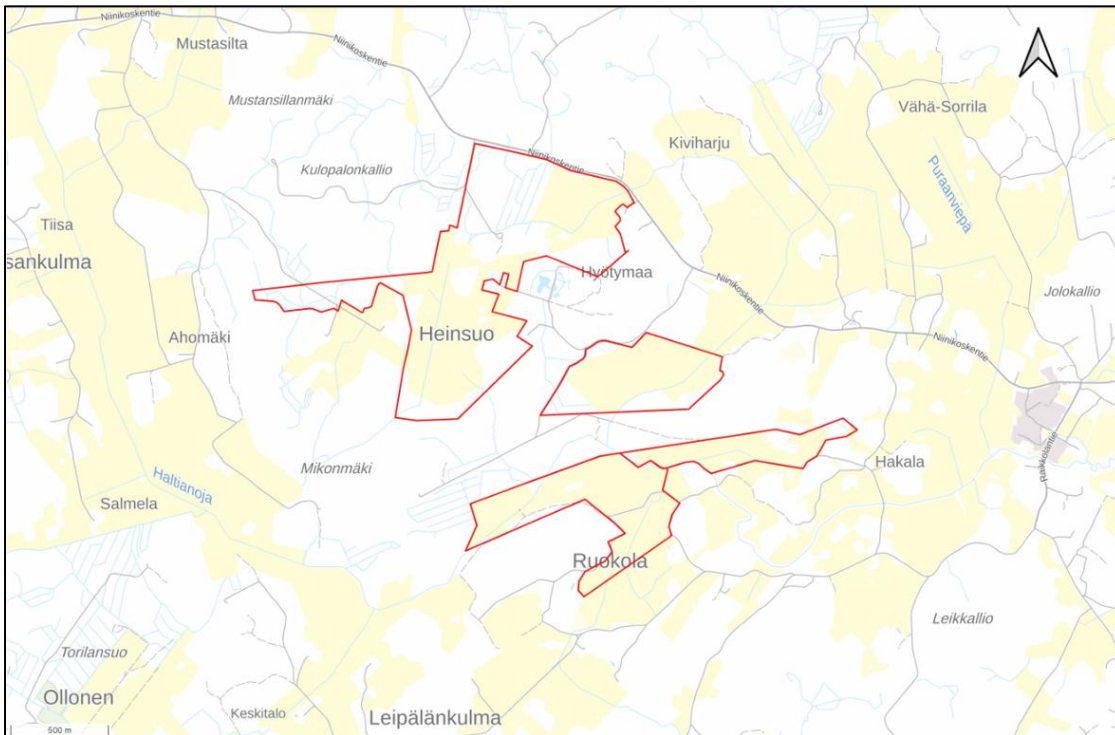 Niinikoskentie
Mustasilta
Niinikoskentie
Mustansillanmäki
Vähä-Sorrila
Kiviharju
Niinikoskentie
Kulopalonkallio
Puraanviepä
Tiisa
sankulma
Hyötymaa
Jolokallio
Niinikoskentie
Ahomäki
Heinsuo
Niinikoskentie
Raikkolantie
Mikonmäki
Hakala
Haltianoja
Salmela
Ruokola
Leikkallio
Torilansuo
Ollonen
Keskitalo
Leipälänkulma
500 m